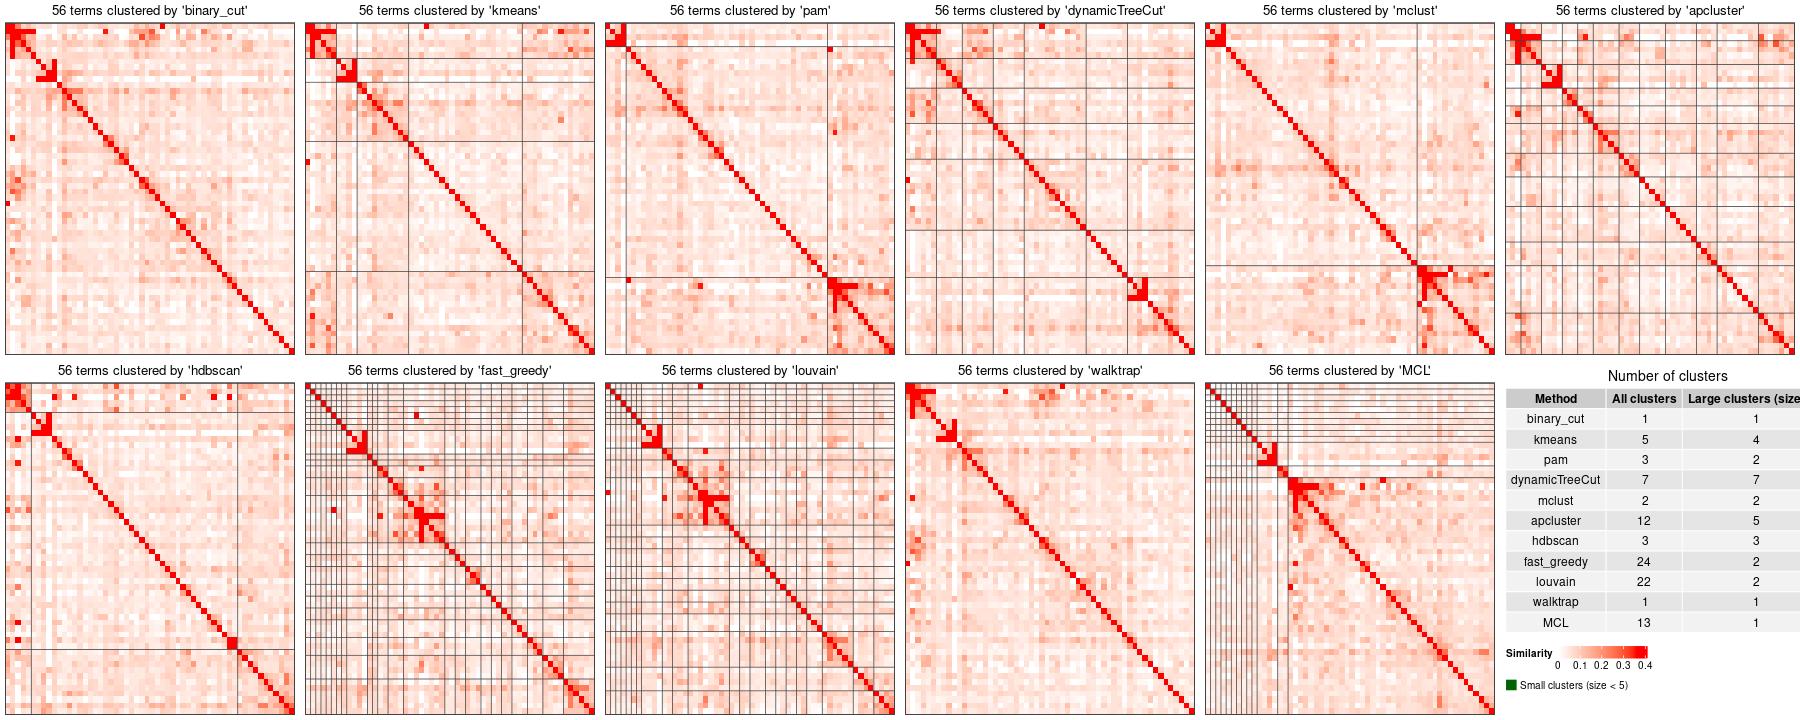 56 terms clustered by 'binary_cut'
56 terms clustered by 'kmeans'
56 terms clustered by 'pam'
56 terms clustered by 'dynamicTreeCut'
56 terms clustered by 'mclust'
56 terms clustered by 'apcluster'
56 terms clustered by 'hdbscan'
56 terms clustered by 'fast_greedy'
56 terms clustered by 'louvain'
56 terms clustered by 'walktrap'
56 terms clustered by 'MCL'
Number of clusters
Method All clusters Large clusters (size
binary_cut 1 1
kmeans 5 4
pam 3 2
dynamicTreeCut 7 7
mclust 2 2
apcluster 12 5
hdbscan 3 3
fast_greedy 24 2
louvain 22 2
walktrap 1 1
MCL 13 1
Similarity
0 0.1 0.2 0.3 0.4
Small clusters (size < 5)